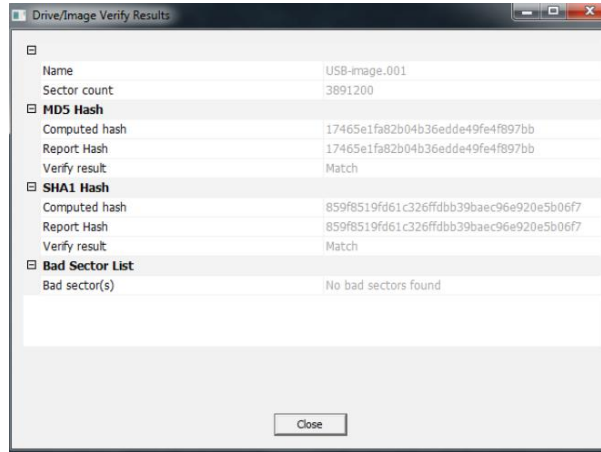 Drive/Image Verify Results
Name USB-image.001
Sector count 3891200
MD5 Hash
Computed hash 17465e1fa82b04b36edde49fe4f897bb
Report Hash 17465e1fa82b04b36edde49fe4f897bb
Verify result Match
SHA1 Hash
Computed hash 859f8519fd61c326ffdbb39baec96e920e5b06f7
Report Hash 859f8519fd61c326ffdbb39baec96e920e5b06f7
Verify result Match
Bad Sector List
Bad sector(s) No bad sectors found
Close